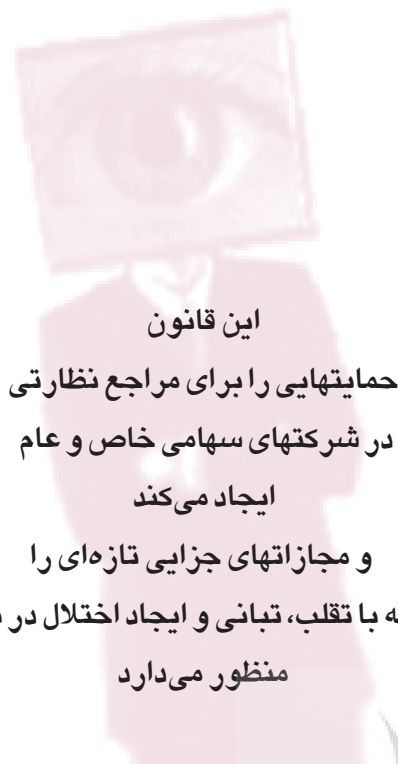 این قانون
حمایتهایی را برای مراجع نظارتی
در شرکتهای سهامی خاص و عام
ایجاد می‌کند
و مجازاتهای جزایی تازه‌ای را
با تقلب، تبانی و ایجاد اختلال در
منظور می‌دارد